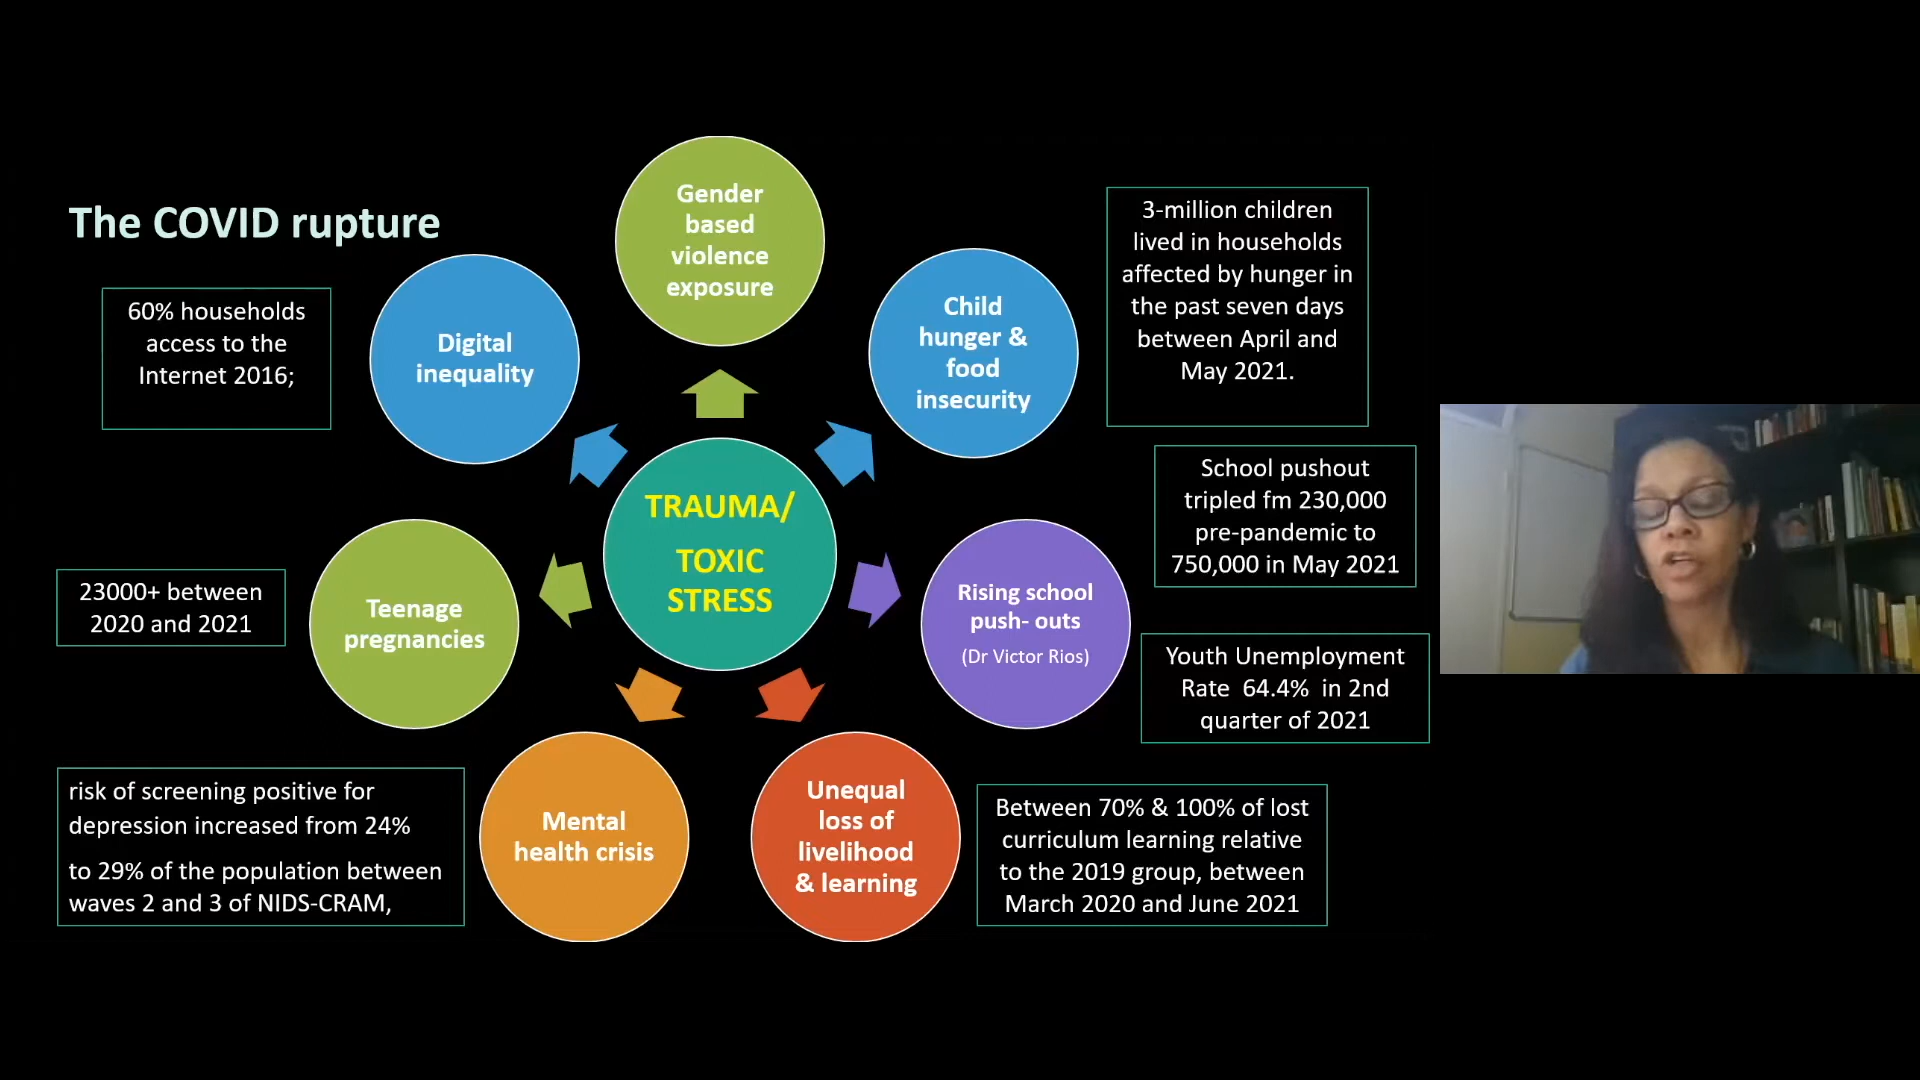 The COVID rupture
Gender
based
violence
exposure
Child
hunger &
food
insecurity
3-million children
lived in households
affected by hunger in
the past seven days
between April and
May 2021.
60% households
access to the
Internet 2016;
Digital
inequality
TRAUMA/
TOXIC
STRESS
School pushout
tripled fm 230,000
pre-pandemic to
750,000 in May 2021
Rising school
push- outs
(Dr Victor Rios)
23000+ between
2020 and 2021
Teenage
pregnancies
Youth Unemployment
Rate  64.4%  in 2nd
quarter of 2021
risk of screening positive for
depression increased from 24%
to 29% of the population between
waves 2 and 3 of NIDS-CRAM,
Mental
health crisis
Unequal
loss of
livelihood
& learning
Between 70% & 100% of lost
curriculum learning relative
to the 2019 group, between
March 2020 and June 2021